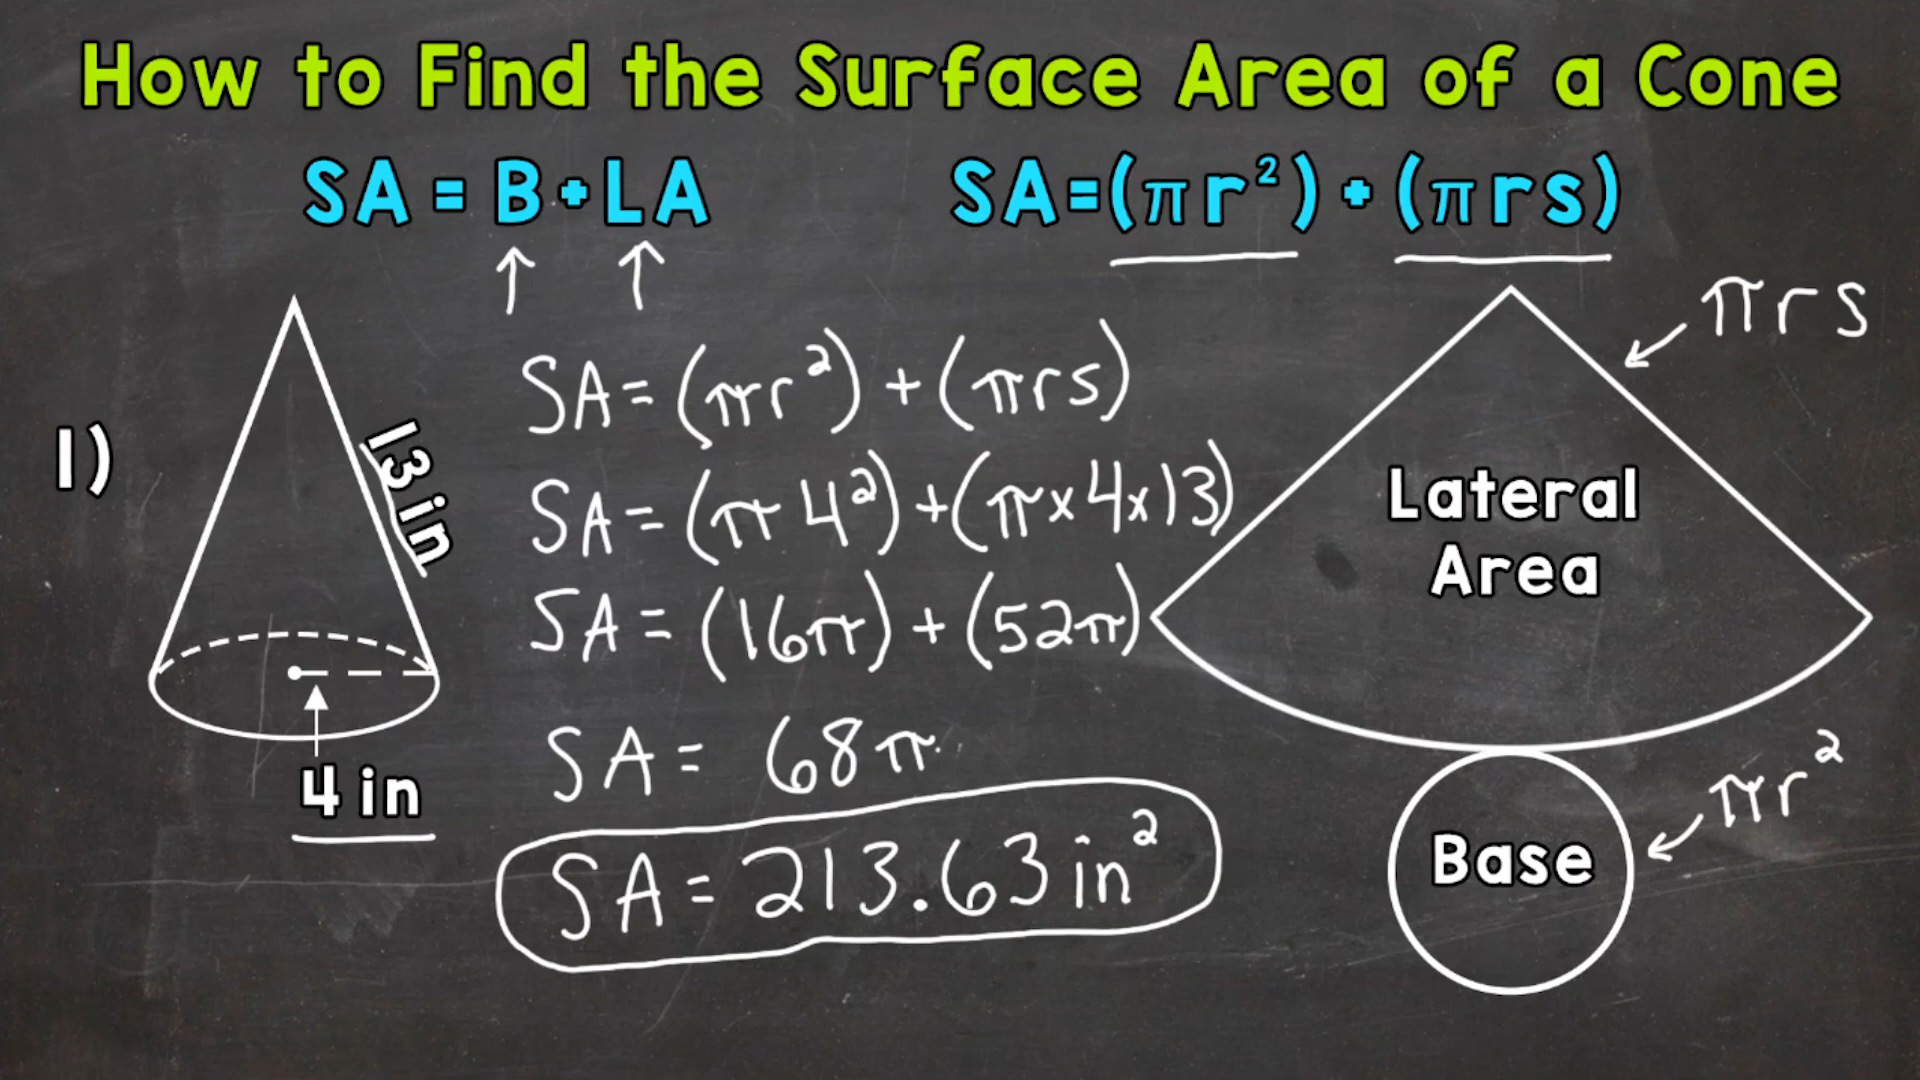 How to Find the Surface Area of a Cone
SA = B + LA
SA=(πr²) + (πrs)
↑ ↑
1)
13 in
4 in
SA = (πr²) + (πrs)
SA = (π 4²) + (π x 4 x 13)
SA = (16π) + (52π)
SA = 68π
SA = 213.63 in²
πrs
Lateral
Area
πr²
Base